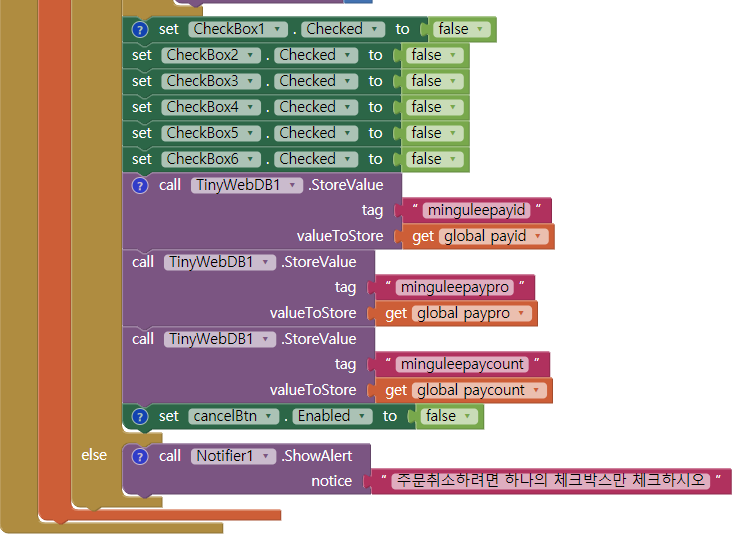 ? set CheckBox1 . Checked to false
set CheckBox2 . Checked to false
set CheckBox3 . Checked to false
set CheckBox4 . Checked to false
set CheckBox5 . Checked to false
set CheckBox6 . Checked to false
? call TinyWebDB1 .StoreValue
tag “ minguleepayid “
valueToStore get global payid
call TinyWebDB1 .StoreValue
tag “ minguleepaypro ”
valueToStore get global paypro
call TinyWebDB1 .StoreValue
tag “ minguleepaycount ”
valueToStore get global paycount
? set cancelBtn . Enabled to false
else ? call Notifier1 .ShowAlert
notice “ 주문취소하려면 하나의 체크박스만 체크하시오 “